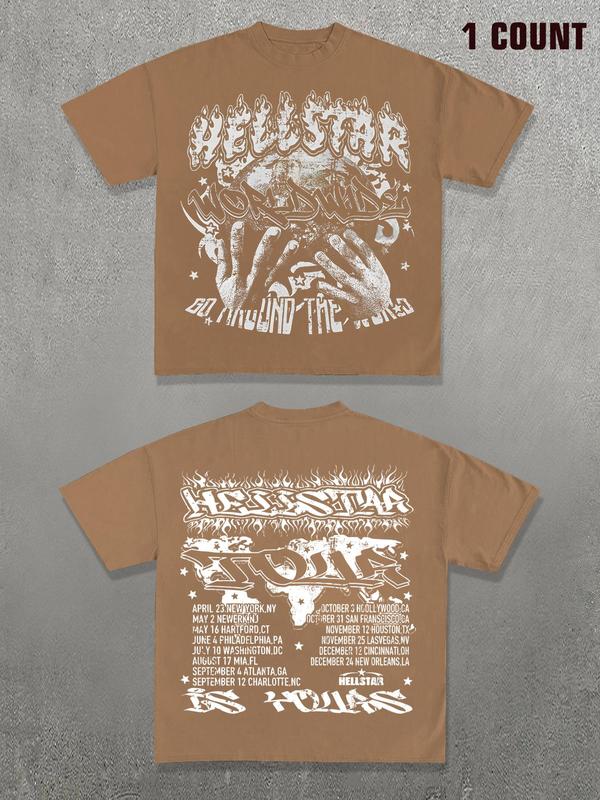 1 COUNT
HELLSTAR
WORLDWIDE
GO AROUND THE WORLD
HELLSTAR
TOUR
APRIL 23 NEW YORK,NY
MAY 2 NEWERK,NJ
MAY 16 HARTFORD,CT
JUNE 4 PHILADELPHIA,PA
JULY 10 WASHINGTON,DC
AUGUST 17 MIA,FL
SEPTEMBER 4 ATLANTA,GA
SEPTEMBER 12 CHARLOTTE,NC
OCTOBER 3 HOLLYWOOD,CA
OCTOBER 31 SAN FRANSCISCO,CA
NOVEMBER 12 HOUSTON,TX
NOVEMBER 25 LASVEGAS,NV
DECEMBER 12 CINCINNATI,OH
DECEMBER 24 NEW ORLEANS,LA
HELLSTAR
IS YOURS